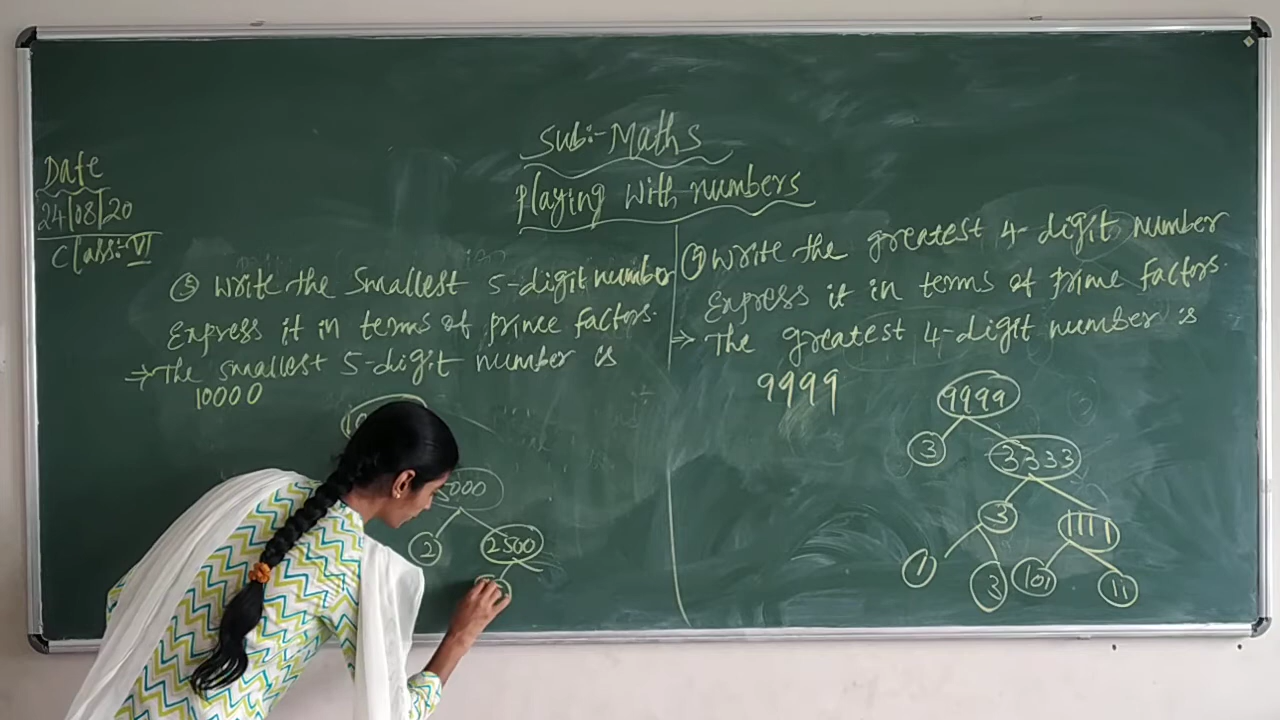 Sub:- Maths
Playing with numbers
Date
24/08/20
Class:- VI
⑤ Write the Smallest 5-digit number
Express it in terms of prince factors.
→ The smallest 5-digit number is
10000
5000
2
2500
Write the greatest 4-digit number
Express it in terms of prime factors.
→ The greatest 4-digit number is
9999
9999
3
3333
3
1111
1
3
101
11